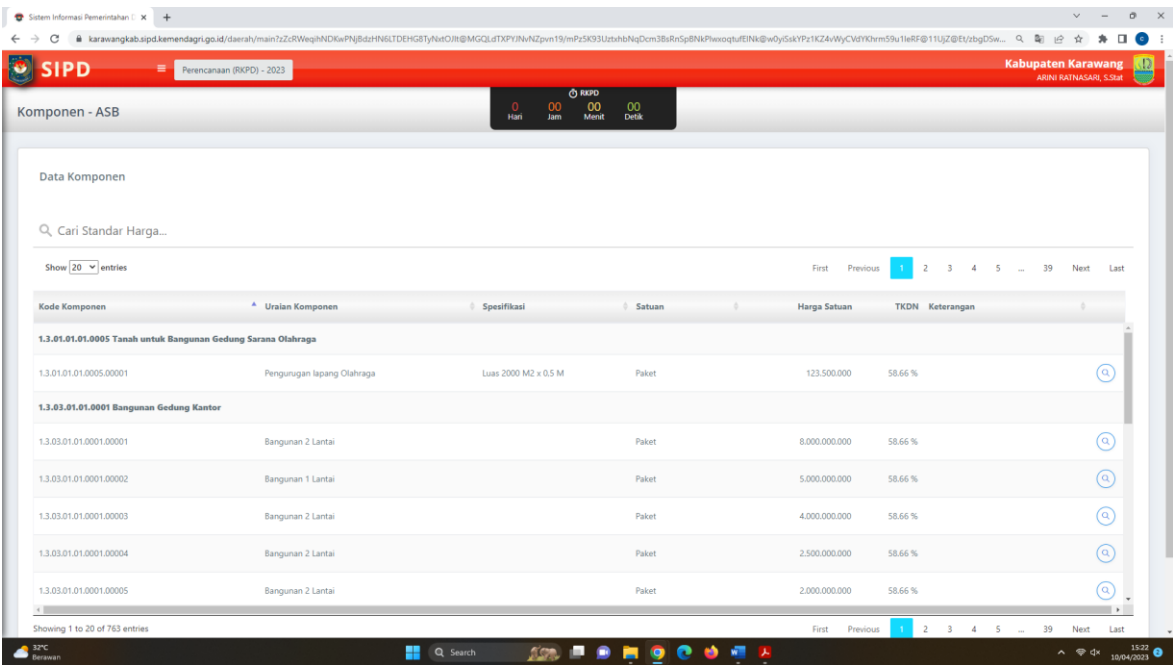 Sistem Informasi Pemerintahan D
karawangkab.sipd.kemendagri.go.id/daerah/main?
SIPD
Perencanaan (RKPD) - 2023
Kabupaten Karawang
ARINI RATNASARI, S.Stat
Komponen - ASB
RKPD
0 00 00 00
Hari Jam Menit Detik
Data Komponen
Cari Standar Harga...
Show 20 entries
First Previous 1 2 3 4 5 ... 39 Next Last
Kode Komponen Uraian Komponen Spesifikasi Satuan Harga Satuan TKDN Keterangan
1.3.01.01.01.0005 Tanah untuk Bangunan Gedung Sarana Olahraga
1.3.01.01.01.0005.00001 Pengurugan lapang Olahraga Luas 2000 M2 x 0.5 M Paket 123.500.000 58.66 %
1.3.03.01.01.0001 Bangunan Gedung Kantor
1.3.03.01.01.0001.00001 Bangunan 2 Lantai Paket 8.000.000.000 58.66 %
1.3.03.01.01.0001.00002 Bangunan 1 Lantai Paket 5.000.000.000 58.66 %
1.3.03.01.01.0001.00003 Bangunan 2 Lantai Paket 4.000.000.000 58.66 %
1.3.03.01.01.0001.00004 Bangunan 2 Lantai Paket 2.500.000.000 58.66 %
1.3.03.01.01.0001.00005 Bangunan 2 Lantai Paket 2.000.000.000 58.66 %
Showing 1 to 20 of 763 entries
First Previous 1 2 3 4 5 ... 39 Next Last
32°C
Berawan
Search
15:22
10/04/2023